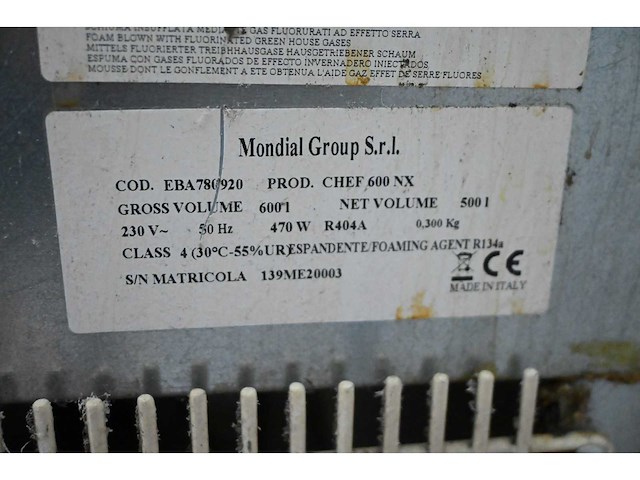 SCHIUMA INSUFFLATA MEDIANTE GAS FLUORURATI AD EFFETTO SERRA
FOAM BLOWN WITH FLUORINATED GREEN HOUSE GASES
MITTELS FLUORIERTER TREIBHHAUSGASE HAUSGETRIEBENER SCHAUM
ESPUMA CON GASES FLUORADOS DE EFECTO INVERNADERO INJECTADOS
MOUSSE DONT LE GONFLEMENT A ETE OBTENUA L'AIDE GAZ EFFET DE SERRE FLUORES
Mondial Group S.r.l.
COD. EBA780920 PROD. CHEF 600 NX
GROSS VOLUME 600 l NET VOLUME 500 l
230 V~ 50 Hz 470 W R404A 0,300 Kg
CLASS 4 (30°C-55%UR)ESPANDENTE/FOAMING AGENT R134a
S/N MATRICOLA 139ME20003
CE
MADE IN ITALY